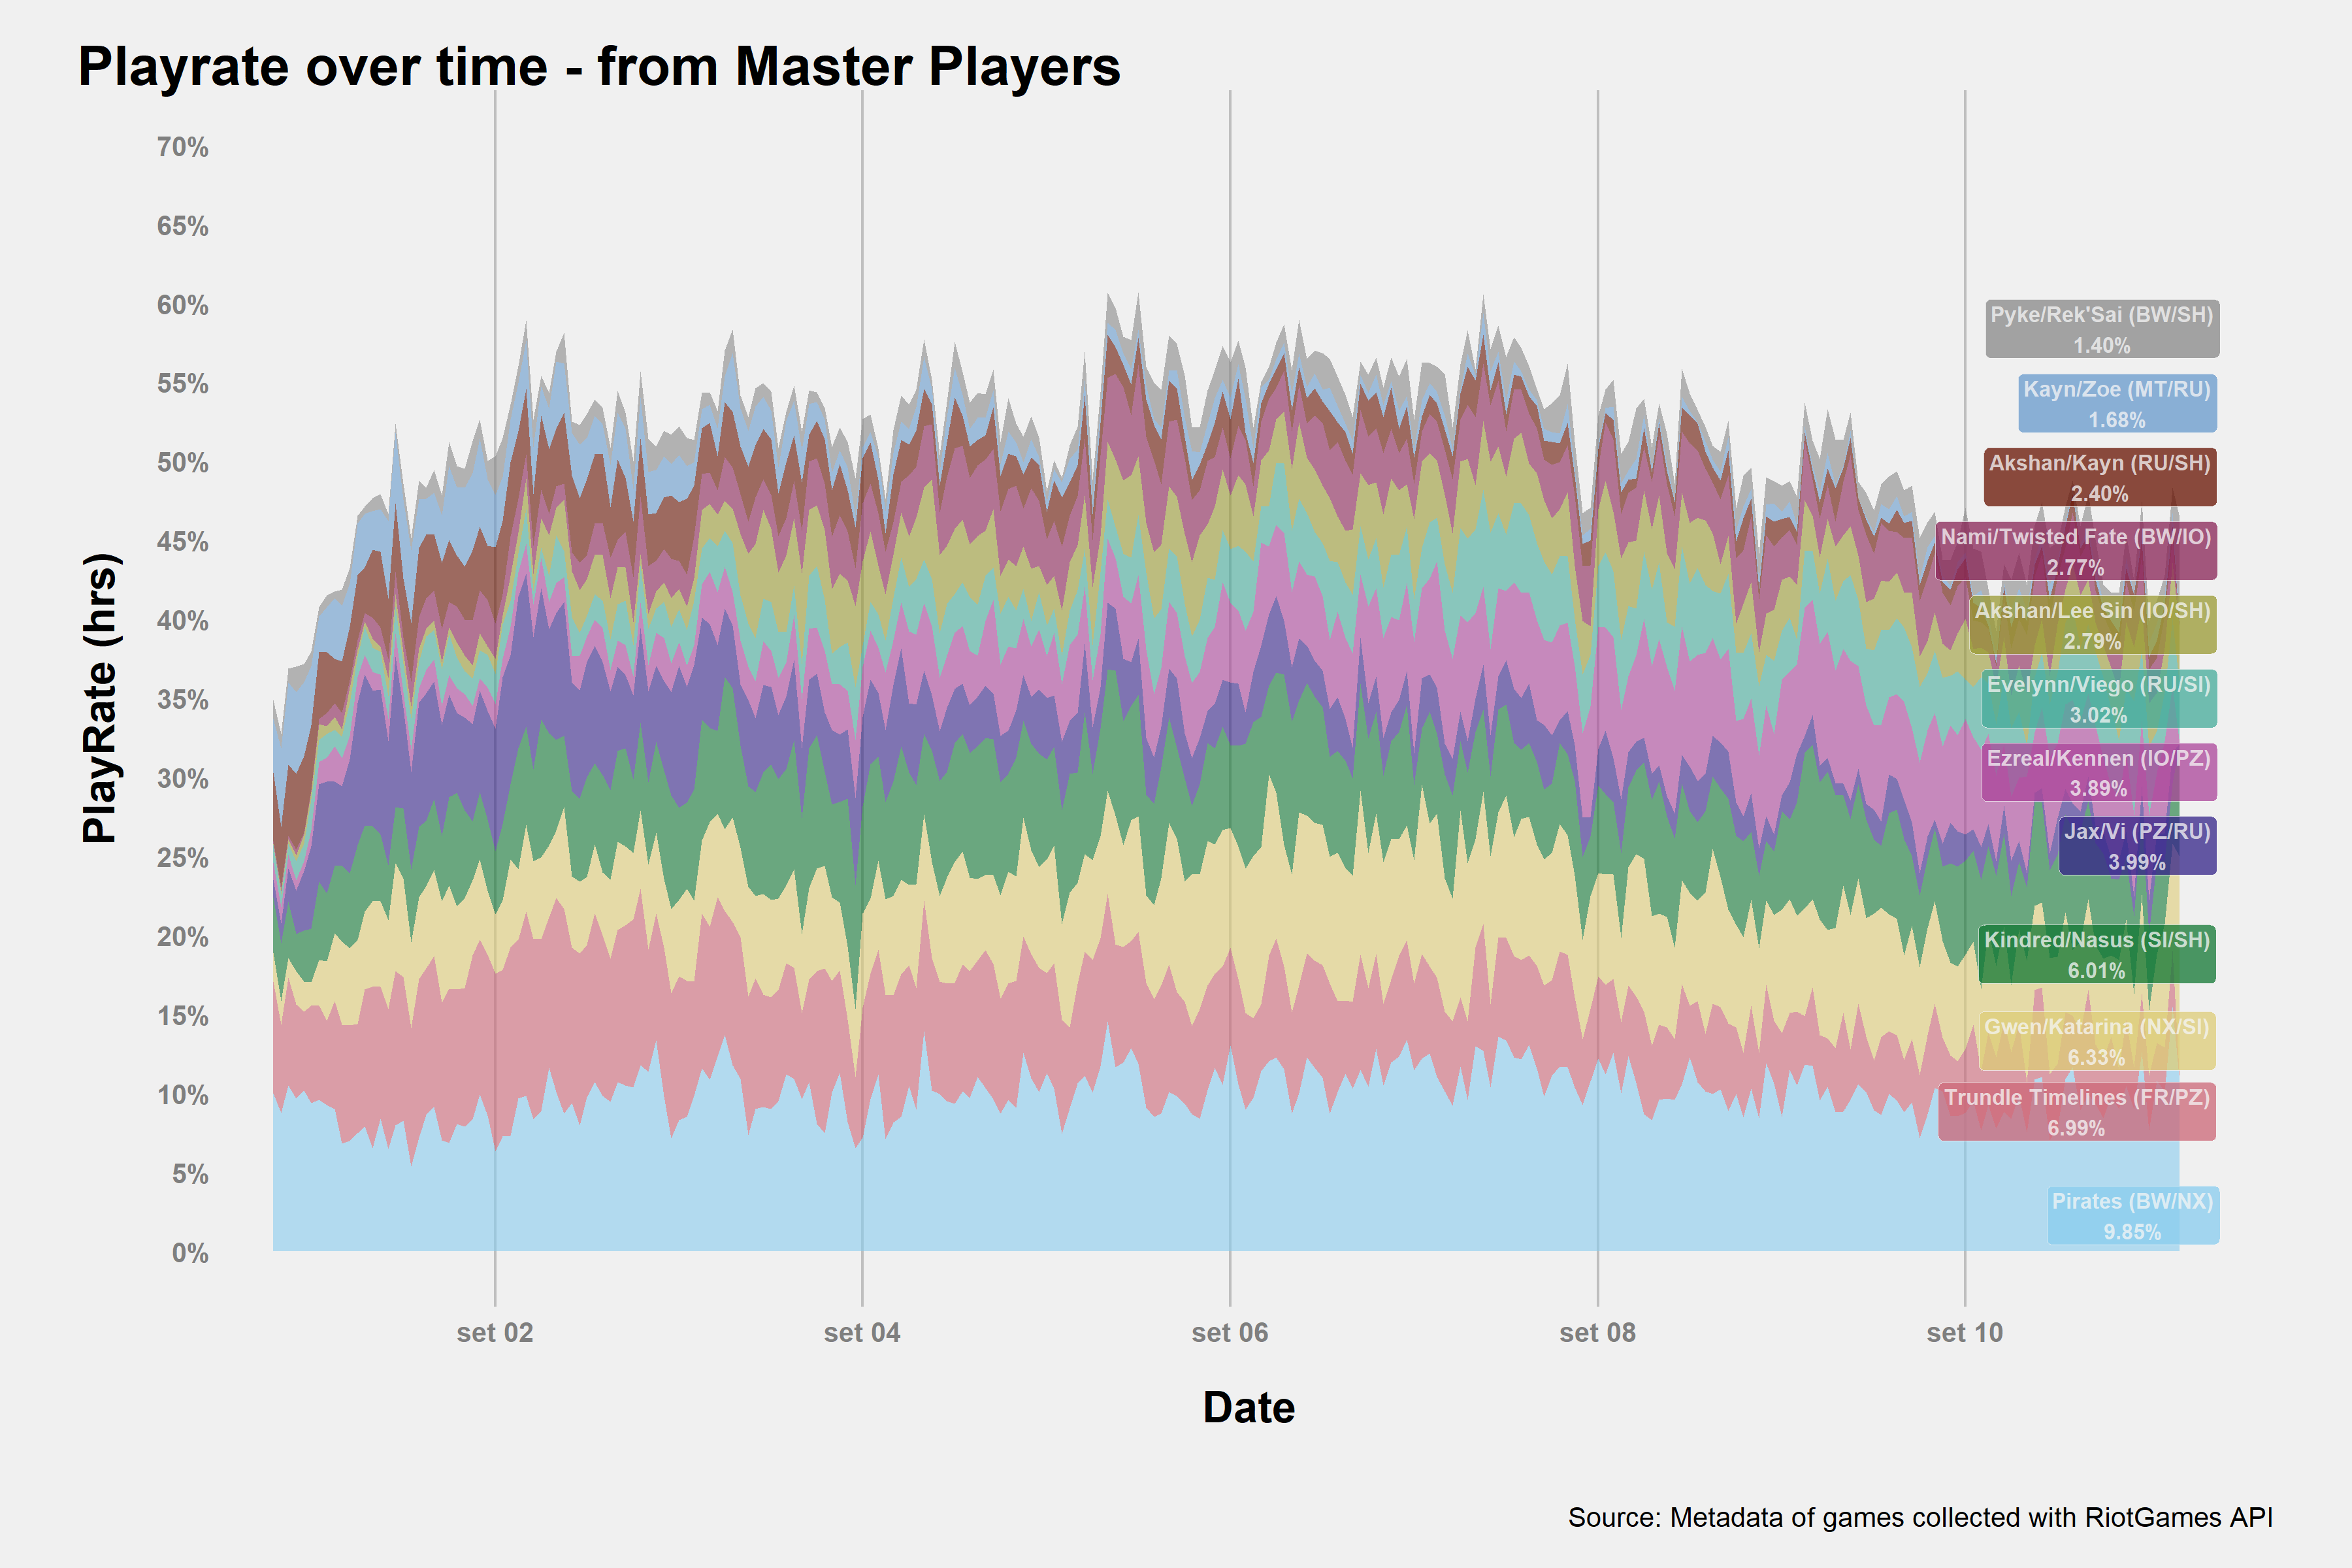 Playrate over time - from Master Players
70%
65%
60%
55%
50%
45%
40%
35%
30%
25%
20%
15%
10%
5%
0%
PlayRate (hrs)
Pyke/Rek'Sai (BW/SH)
1.40%
Kayn/Zoe (MT/RU)
1.68%
Akshan/Kayn (RU/SH)
2.40%
Nami/Twisted Fate (BW/IO)
2.77%
Akshan/Lee Sin (IO/SH)
2.79%
Evelynn/Viego (RU/SI)
3.02%
Ezreal/Kennen (IO/PZ)
3.89%
Jax/Vi (PZ/RU)
3.99%
Kindred/Nasus (SI/SH)
6.01%
Gwen/Katarina (NX/SI)
6.33%
Trundle Timelines (FR/PZ)
6.99%
Pirates (BW/NX)
9.85%
set 02
set 04
set 06
set 08
set 10
Date
Source: Metadata of games collected with RiotGames API